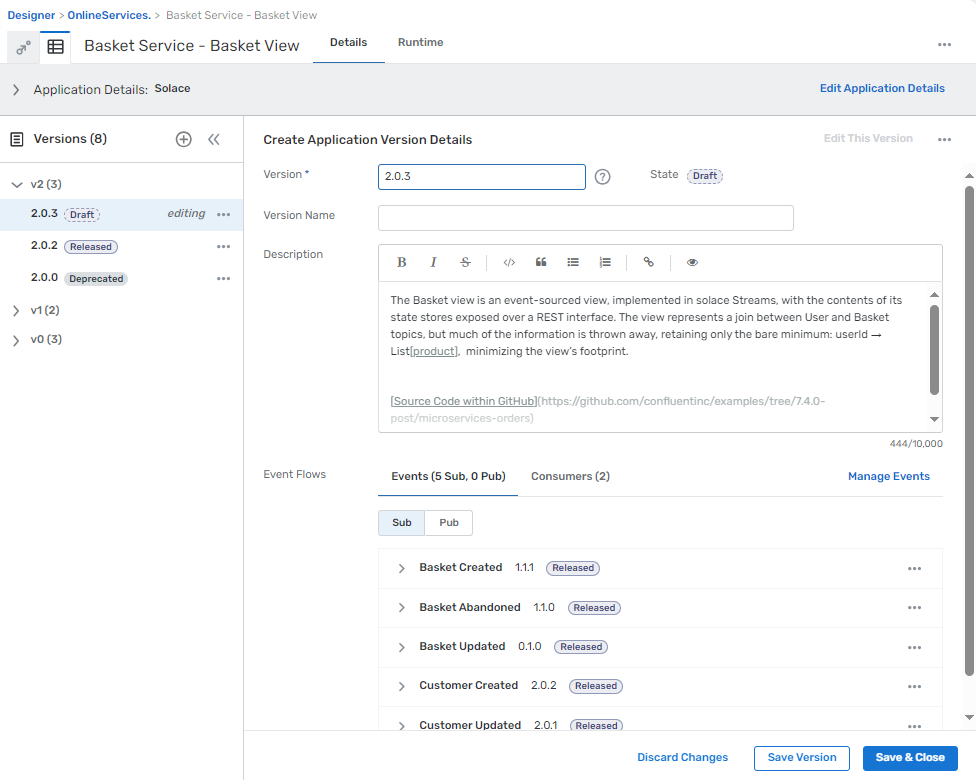 Designer > OnlineServices. > Basket Service - Basket View
Basket Service - Basket View
Details
Runtime
Application Details: Solace
Edit Application Details
Versions (8)
Create Application Version Details
Edit This Version
v2 (3)
2.0.3 Draft editing
2.0.2 Released
2.0.0 Deprecated
v1 (2)
v0 (3)
Version *
2.0.3
?
State Draft
Version Name
Description
B I S </> “
The Basket view is an event-sourced view, implemented in solace Streams, with the contents of its
state stores exposed over a REST interface. The view represents a join between User and Basket
topics, but much of the information is thrown away, retaining only the bare minimum: userId →
List[product],  minimizing the view's footprint.
[Source Code within GitHub](https://github.com/confluentinc/examples/tree/7.4.0-
post/microservices-orders)
444/10,000
Event Flows
Events (5 Sub, 0 Pub)
Consumers (2)
Manage Events
Sub
Pub
Basket Created 1.1.1 Released
Basket Abandoned 1.1.0 Released
Basket Updated 0.1.0 Released
Customer Created 2.0.2 Released
Customer Updated 2.0.1 Released
Discard Changes
Save Version
Save & Close